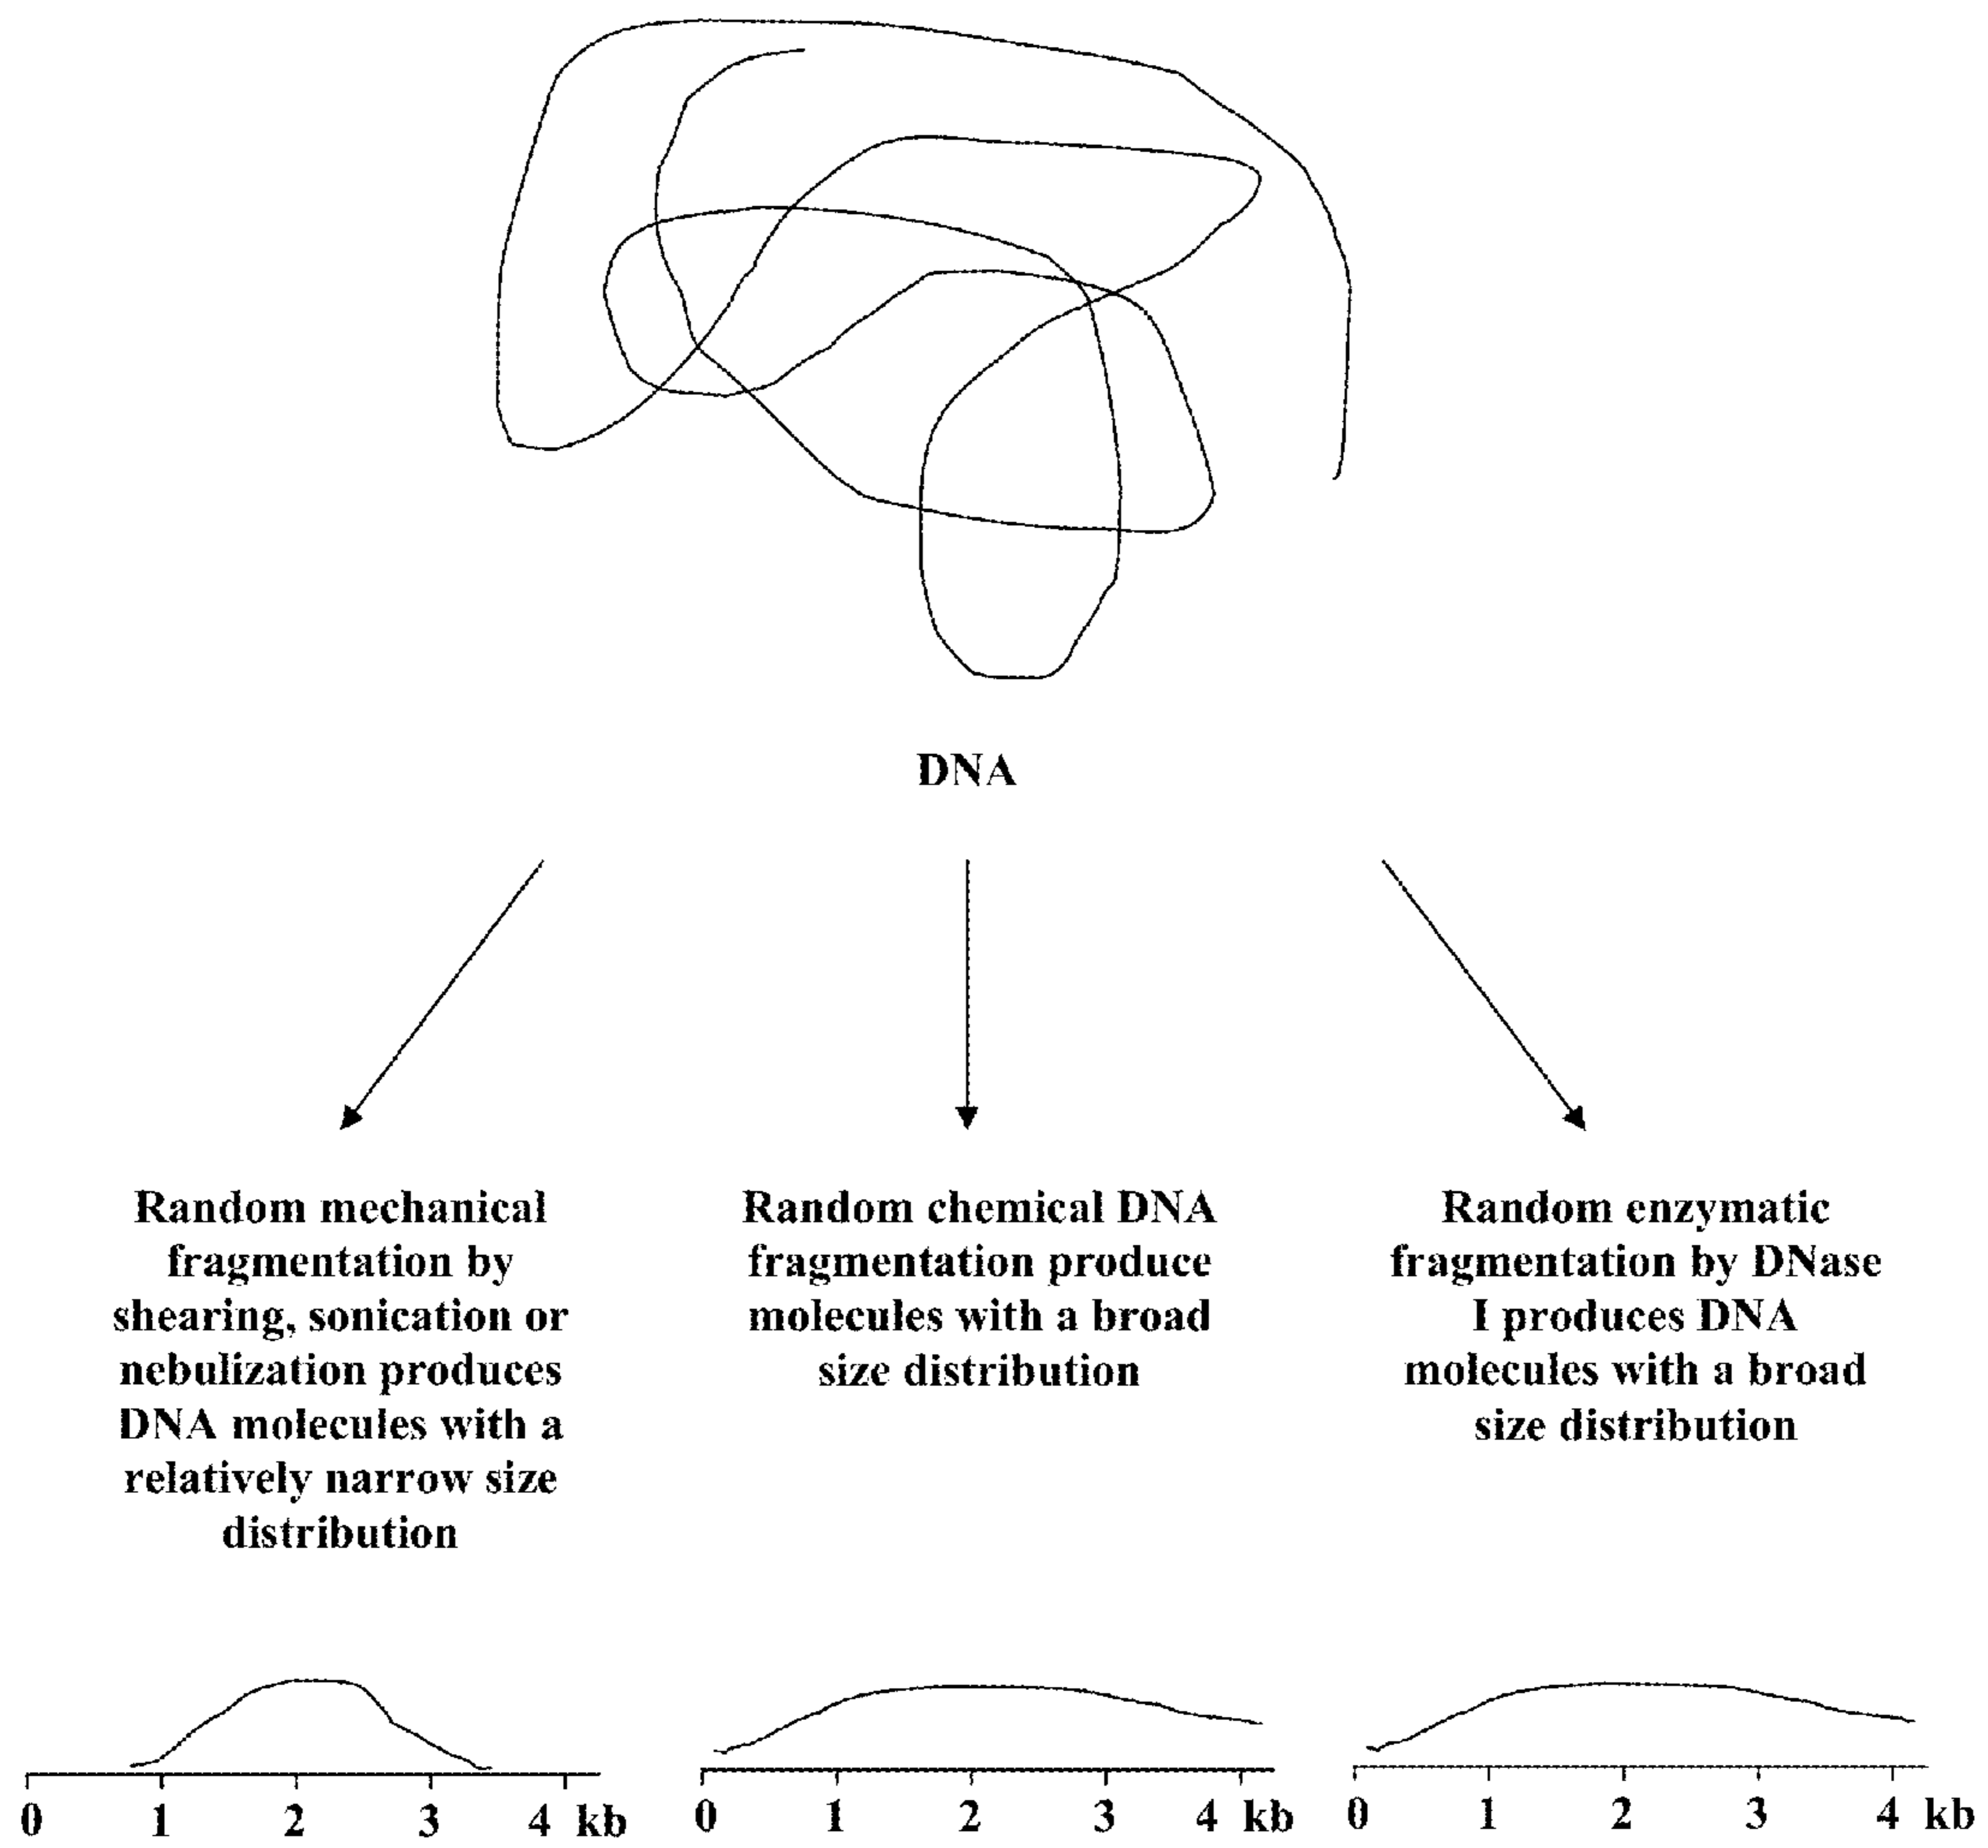 DNA
Random mechanical
fragmentation by
shearing, sonication or
nebulization produces
DNA molecules with a
relatively narrow size
distribution
Random chemical DNA
fragmentation produce
molecules with a broad
size distribution
Random enzymatic
fragmentation by DNase
I produces DNA
molecules with a broad
size distribution
0 1 2 3 4 kb
0 1 2 3 4 kb
0 1 2 3 4 kb